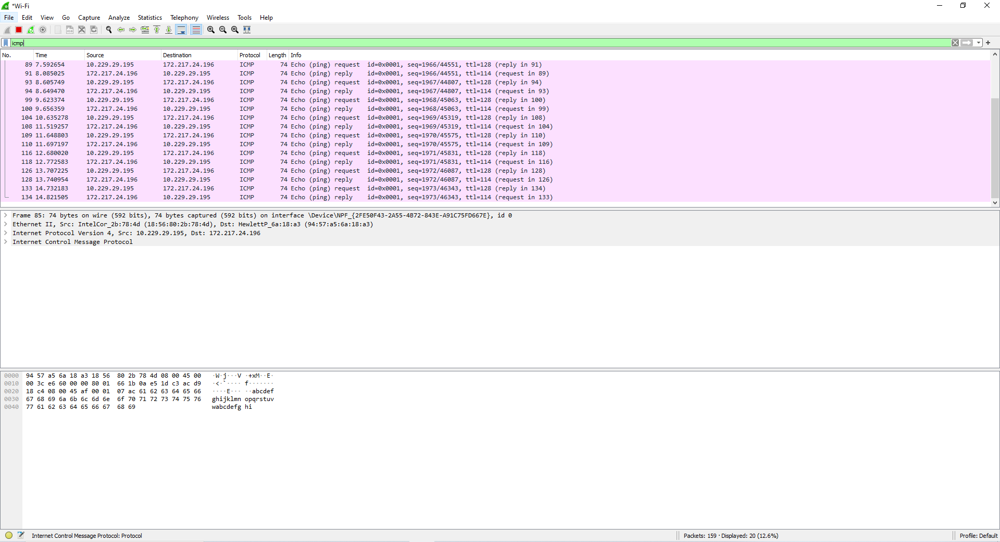 *Wi-Fi
File Edit View Go Capture Analyze Statistics Telephony Wireless Tools Help
icmp
No. Time Source Destination Protocol Length Info
89 7.592654 10.229.29.195 172.217.24.196 ICMP 74 Echo (ping) request id=0x0001, seq=1966/44551, ttl=128 (reply in 91)
91 8.085025 172.217.24.196 10.229.29.195 ICMP 74 Echo (ping) reply id=0x0001, seq=1966/44551, ttl=114 (request in 89)
93 8.605749 10.229.29.195 172.217.24.196 ICMP 74 Echo (ping) request id=0x0001, seq=1967/44807, ttl=128 (reply in 94)
94 8.649470 172.217.24.196 10.229.29.195 ICMP 74 Echo (ping) reply id=0x0001, seq=1967/44807, ttl=114 (request in 93)
99 9.623374 10.229.29.195 172.217.24.196 ICMP 74 Echo (ping) request id=0x0001, seq=1968/45063, ttl=128 (reply in 100)
100 9.656359 172.217.24.196 10.229.29.195 ICMP 74 Echo (ping) reply id=0x0001, seq=1968/45063, ttl=114 (request in 99)
104 10.635278 10.229.29.195 172.217.24.196 ICMP 74 Echo (ping) request id=0x0001, seq=1969/45319, ttl=128 (reply in 108)
108 11.519257 172.217.24.196 10.229.29.195 ICMP 74 Echo (ping) reply id=0x0001, seq=1969/45319, ttl=114 (request in 104)
109 11.648803 10.229.29.195 172.217.24.196 ICMP 74 Echo (ping) request id=0x0001, seq=1970/45575, ttl=128 (reply in 110)
110 11.697197 172.217.24.196 10.229.29.195 ICMP 74 Echo (ping) reply id=0x0001, seq=1970/45575, ttl=114 (request in 109)
116 12.680020 10.229.29.195 172.217.24.196 ICMP 74 Echo (ping) request id=0x0001, seq=1971/45831, ttl=128 (reply in 118)
118 12.772583 172.217.24.196 10.229.29.195 ICMP 74 Echo (ping) reply id=0x0001, seq=1971/45831, ttl=114 (request in 116)
126 13.707225 10.229.29.195 172.217.24.196 ICMP 74 Echo (ping) request id=0x0001, seq=1972/46087, ttl=128 (reply in 128)
128 13.740954 172.217.24.196 10.229.29.195 ICMP 74 Echo (ping) reply id=0x0001, seq=1972/46087, ttl=114 (request in 126)
133 14.732183 10.229.29.195 172.217.24.196 ICMP 74 Echo (ping) request id=0x0001, seq=1973/46343, ttl=128 (reply in 134)
134 14.821505 172.217.24.196 10.229.29.195 ICMP 74 Echo (ping) reply id=0x0001, seq=1973/46343, ttl=114 (request in 133)
Frame 85: 74 bytes on wire (592 bits), 74 bytes captured (592 bits) on interface \Device\NPF_{2FE50F43-2A55-4B72-843E-A91C75FD667E}, id 0
Ethernet II, Src: IntelCor_2b:78:4d (18:56:80:2b:78:4d), Dst: HewlettP_6a:18:a3 (94:57:a5:6a:18:a3)
Internet Protocol Version 4, Src: 10.229.29.195, Dst: 172.217.24.196
Internet Control Message Protocol
0000 94 57 a5 6a 18 a3 18 56 80 2b 78 4d 08 00 45 00 ·W·j···V ·+xM··E·
0010 00 3c e6 60 00 00 80 01 66 1b 0a e5 1d c3 ac d9 ·<·`···· f·······
0020 18 c4 08 00 45 af 00 01 07 ac 61 62 63 64 65 66 ····E··· ··abcdef
0030 67 68 69 6a 6b 6c 6d 6e 6f 70 71 72 73 74 75 76 ghijklmn opqrstuv
0040 77 61 62 63 64 65 66 67 68 69 wabcdefg hi
Internet Control Message Protocol: Protocol Packets: 159 · Displayed: 20 (12.6%) Profile: Default